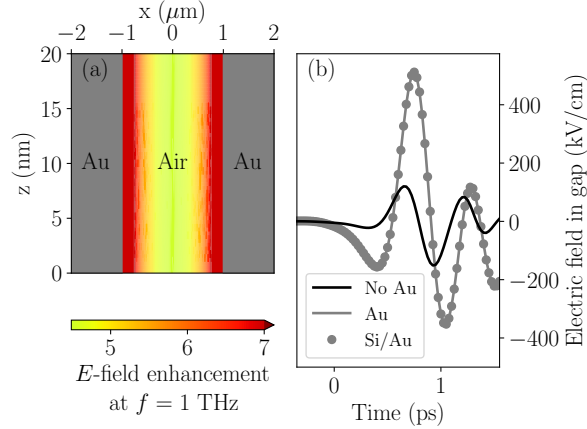 x (μm)
−2 −1 0 1 2
20
15
10
5
0
z (nm)
(a)
Au Air Au
5 6 7
E-field enhancement
at f = 1 THz
(b)
400
200
0
−200
−400
Electric field in gap (kV/cm)
No Au
Au
Si/Au
0 1
Time (ps)